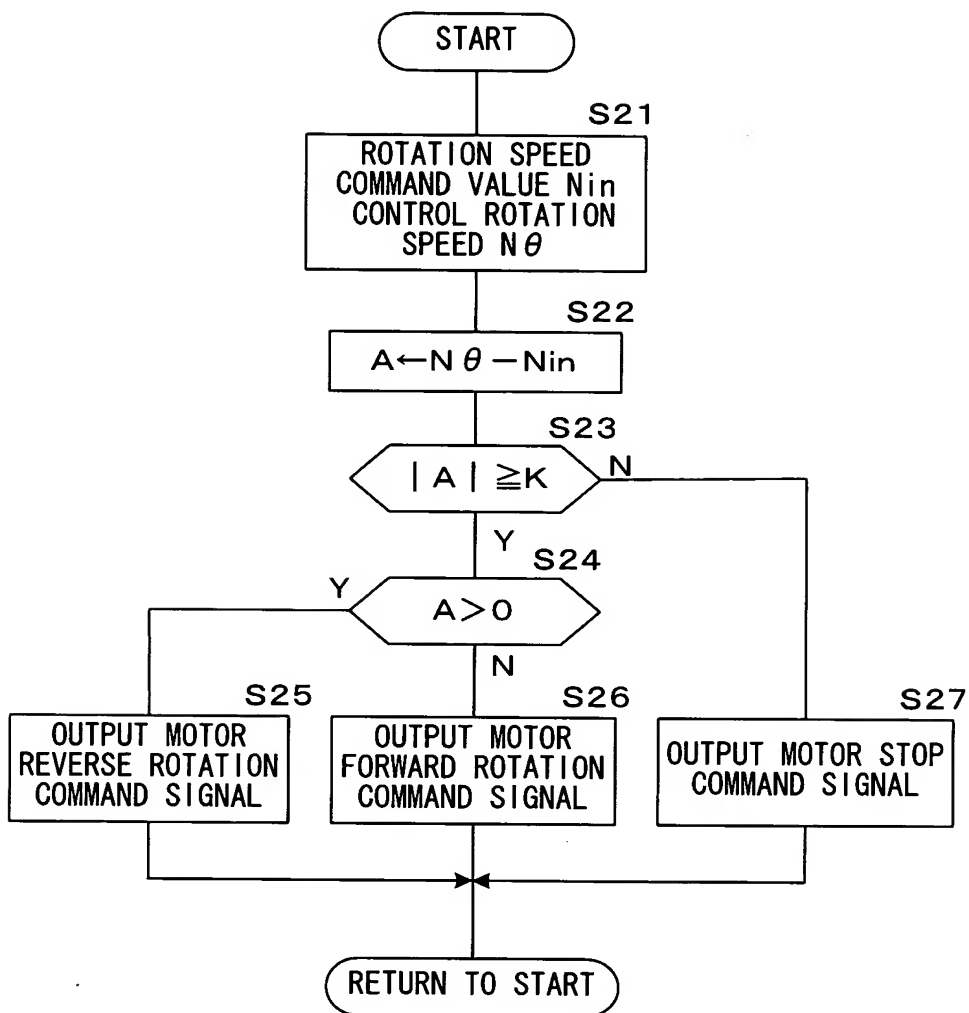 START
S21
ROTATION SPEED
COMMAND VALUE Nin
CONTROL ROTATION
SPEED Nθ
S22
A←Nθ−Nin
S23
|A|≧K
N
Y
S24
Y
A>0
N
S25
OUTPUT MOTOR
REVERSE ROTATION
COMMAND SIGNAL
S26
OUTPUT MOTOR
FORWARD ROTATION
COMMAND SIGNAL
S27
OUTPUT MOTOR STOP
COMMAND SIGNAL
RETURN TO START